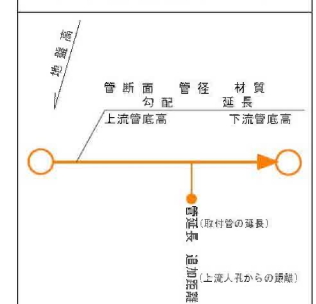 地盤高
管断面 管径 材質
勾配 延長
上流管底高 下流管底高
管延長 (取付管の延長)
追加距離 (上流人孔からの距離)